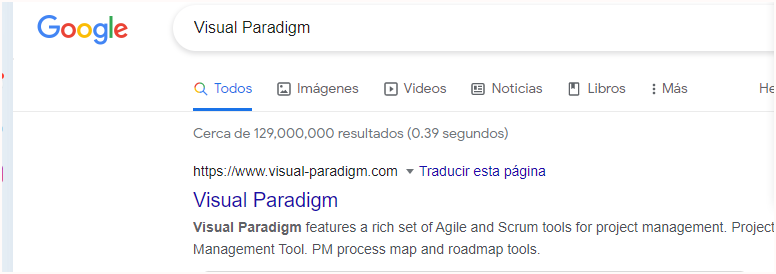 Google
Visual Paradigm
Todos Imágenes Videos Noticias Libros Más He
Cerca de 129,000,000 resultados (0.39 segundos)
https://www.visual-paradigm.com Traducir esta página
Visual Paradigm
Visual Paradigm features a rich set of Agile and Scrum tools for project management. Project
Management Tool. PM process map and roadmap tools.